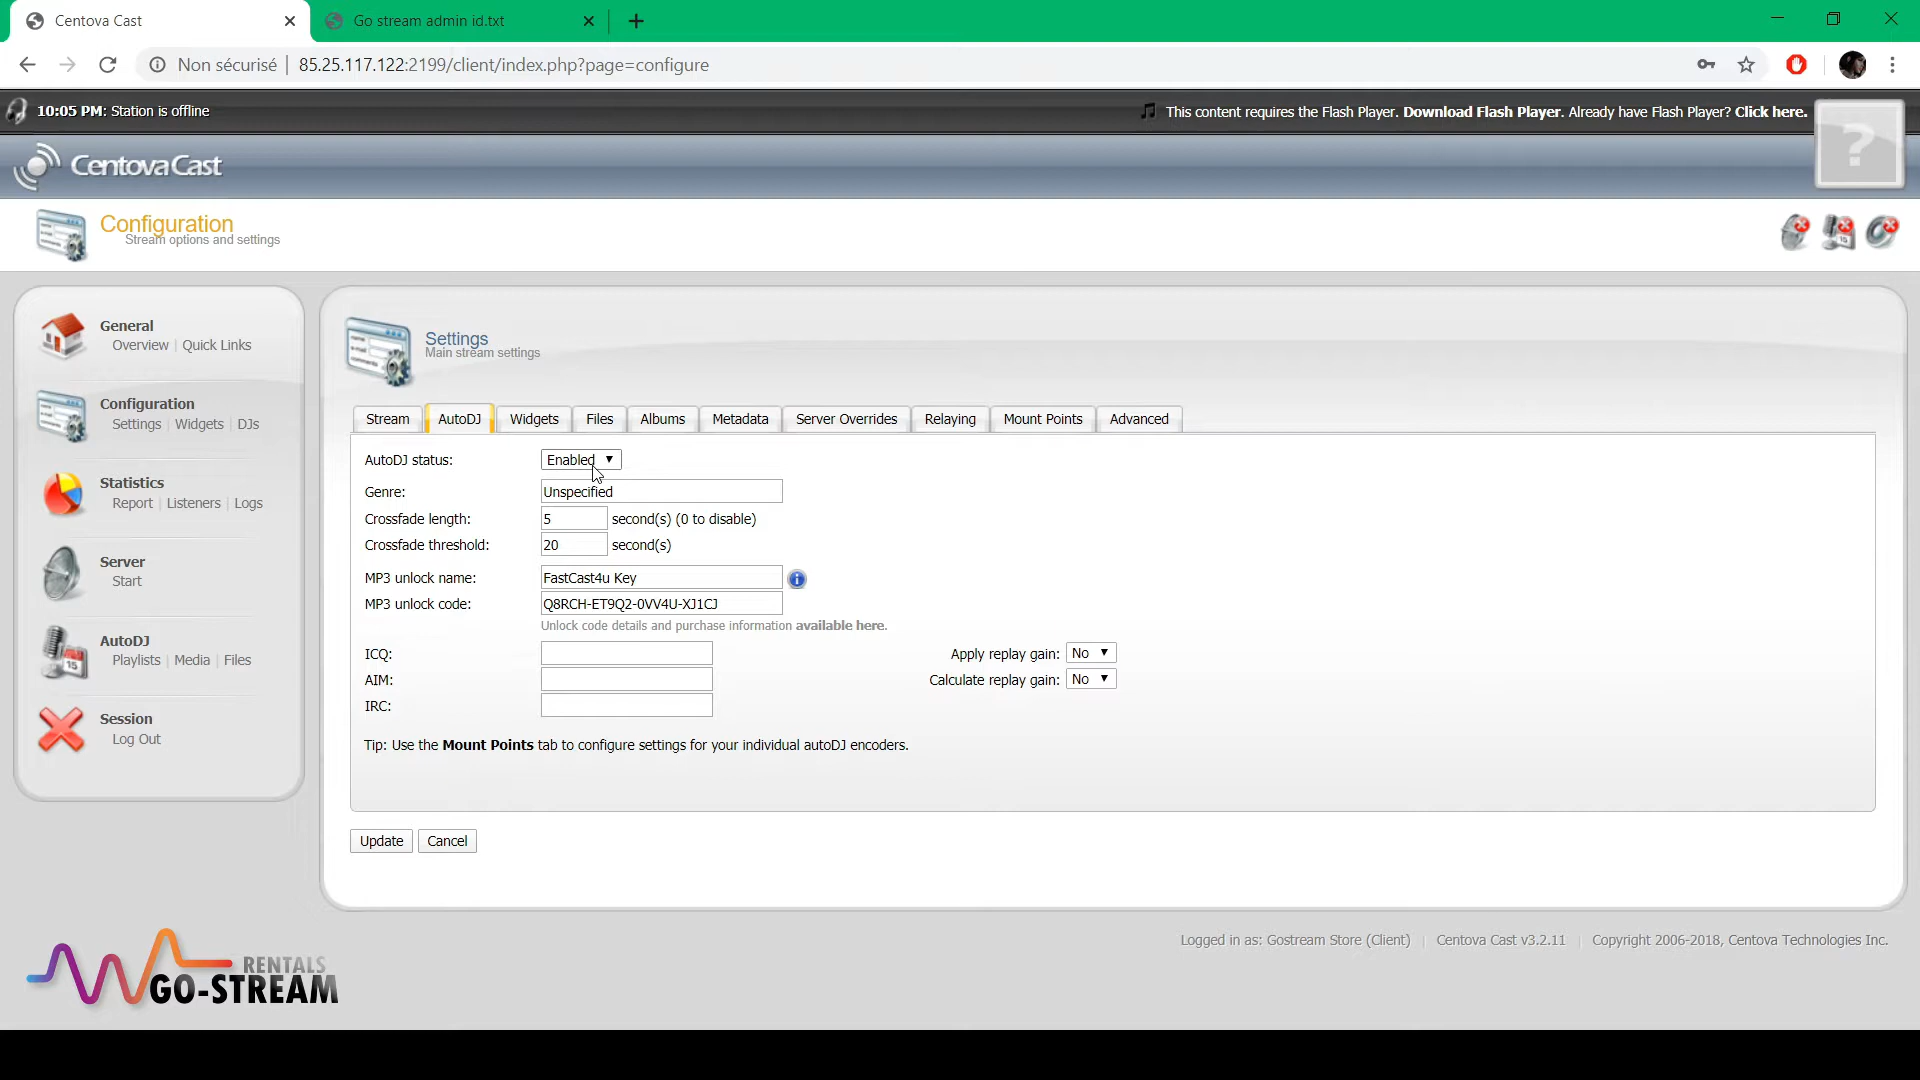 Centova Cast
Go stream admin id.txt
Non sécurisé | 85.25.117.122:2199/client/index.php?page=configure
10:05 PM: Station is offline
This content requires the Flash Player. Download Flash Player. Already have Flash Player? Click here.
CentovaCast
?
Configuration
Stream options and settings
General
Overview | Quick Links
Configuration
Settings | Widgets | DJs
Statistics
Report | Listeners | Logs
Server
Start
AutoDJ
Playlists | Media | Files
15
Session
Log Out
Settings
Main stream settings
Stream AutoDJ Widgets Files Albums Metadata Server Overrides Relaying Mount Points Advanced
AutoDJ status: Enabled
Genre: Unspecified
Crossfade length: 5 second(s) (0 to disable)
Crossfade threshold: 20 second(s)
MP3 unlock name: FastCast4u Key
MP3 unlock code: Q8RCH-ET9Q2-0VV4U-XJ1CJ
Unlock code details and purchase information available here.
ICQ: Apply replay gain: No
AIM: Calculate replay gain: No
IRC:
Tip: Use the Mount Points tab to configure settings for your individual autoDJ encoders.
Update Cancel
Logged in as: Gostream Store (Client) | Centova Cast v3.2.11 | Copyright 2006-2018, Centova Technologies Inc.
RENTALS
GO-STREAM